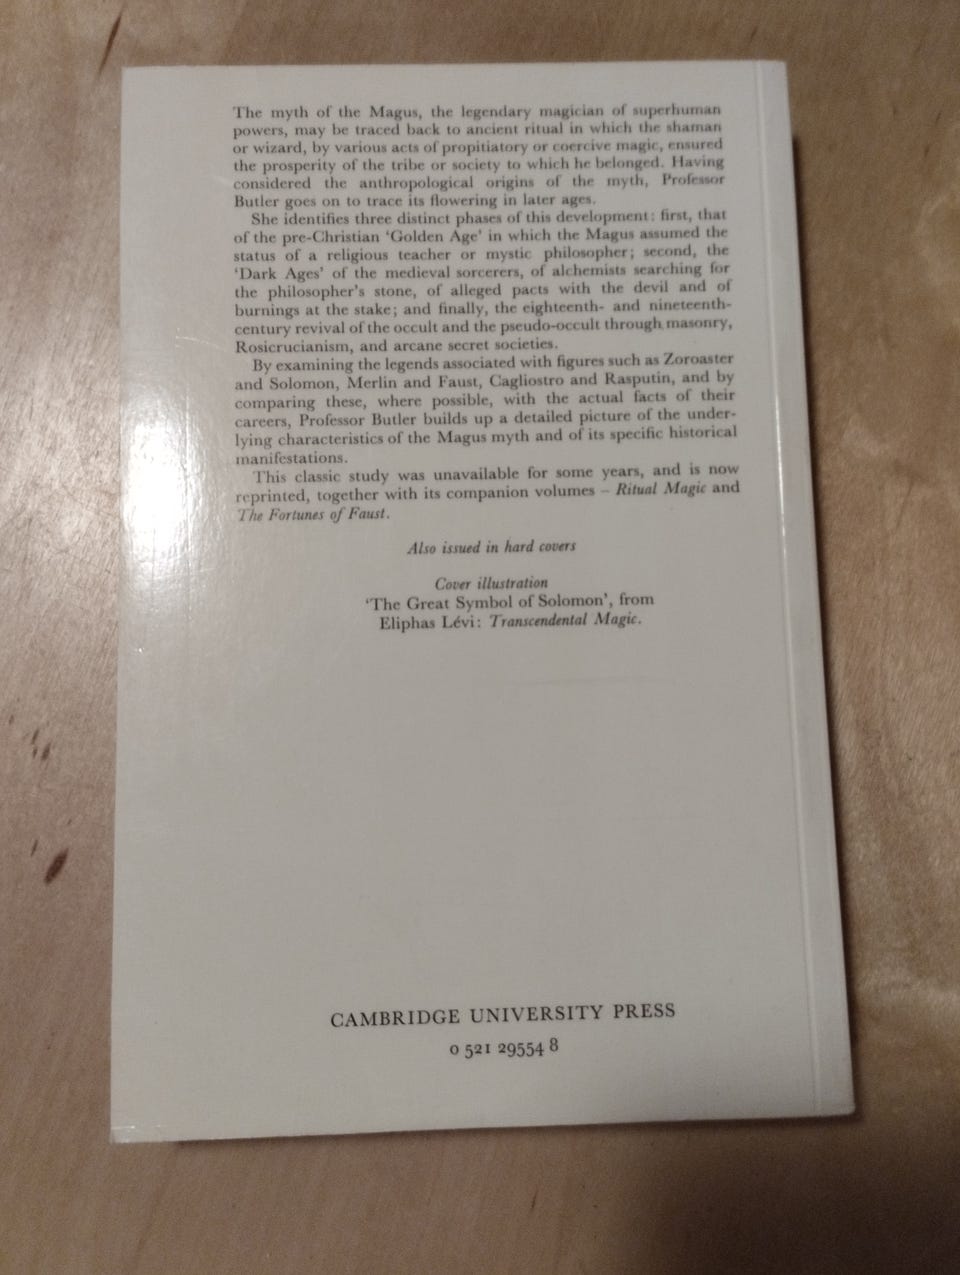 The myth of the Magus, the legendary magician of superhuman
powers, may be traced back to ancient ritual in which the shaman
or wizard, by various acts of propitiatory or coercive magic, ensured
the prosperity of the tribe or society to which he belonged. Having
considered the anthropological origins of the myth, Professor
Butler goes on to trace its flowering in later ages.
She identifies three distinct phases of this development: first, that
of the pre-Christian ‘Golden Age’ in which the Magus assumed the
status of a religious teacher or mystic philosopher; second, the
‘Dark Ages’ of the medieval sorcerers, of alchemists searching for
the philosopher’s stone, of alleged pacts with the devil and of
burnings at the stake; and finally, the eighteenth- and nineteenth-
century revival of the occult and the pseudo-occult through masonry,
Rosicrucianism, and arcane secret societies.
By examining the legends associated with figures such as Zoroaster
and Solomon, Merlin and Faust, Cagliostro and Rasputin, and by
comparing these, where possible, with the actual facts of their
careers, Professor Butler builds up a detailed picture of the under-
lying characteristics of the Magus myth and of its specific historical
manifestations.
This classic study was unavailable for some years, and is now
reprinted, together with its companion volumes – Ritual Magic and
The Fortunes of Faust.
Also issued in hard covers
Cover illustration
‘The Great Symbol of Solomon’, from
Eliphas Lévi: Transcendental Magic.
CAMBRIDGE UNIVERSITY PRESS
0 521 29554 8